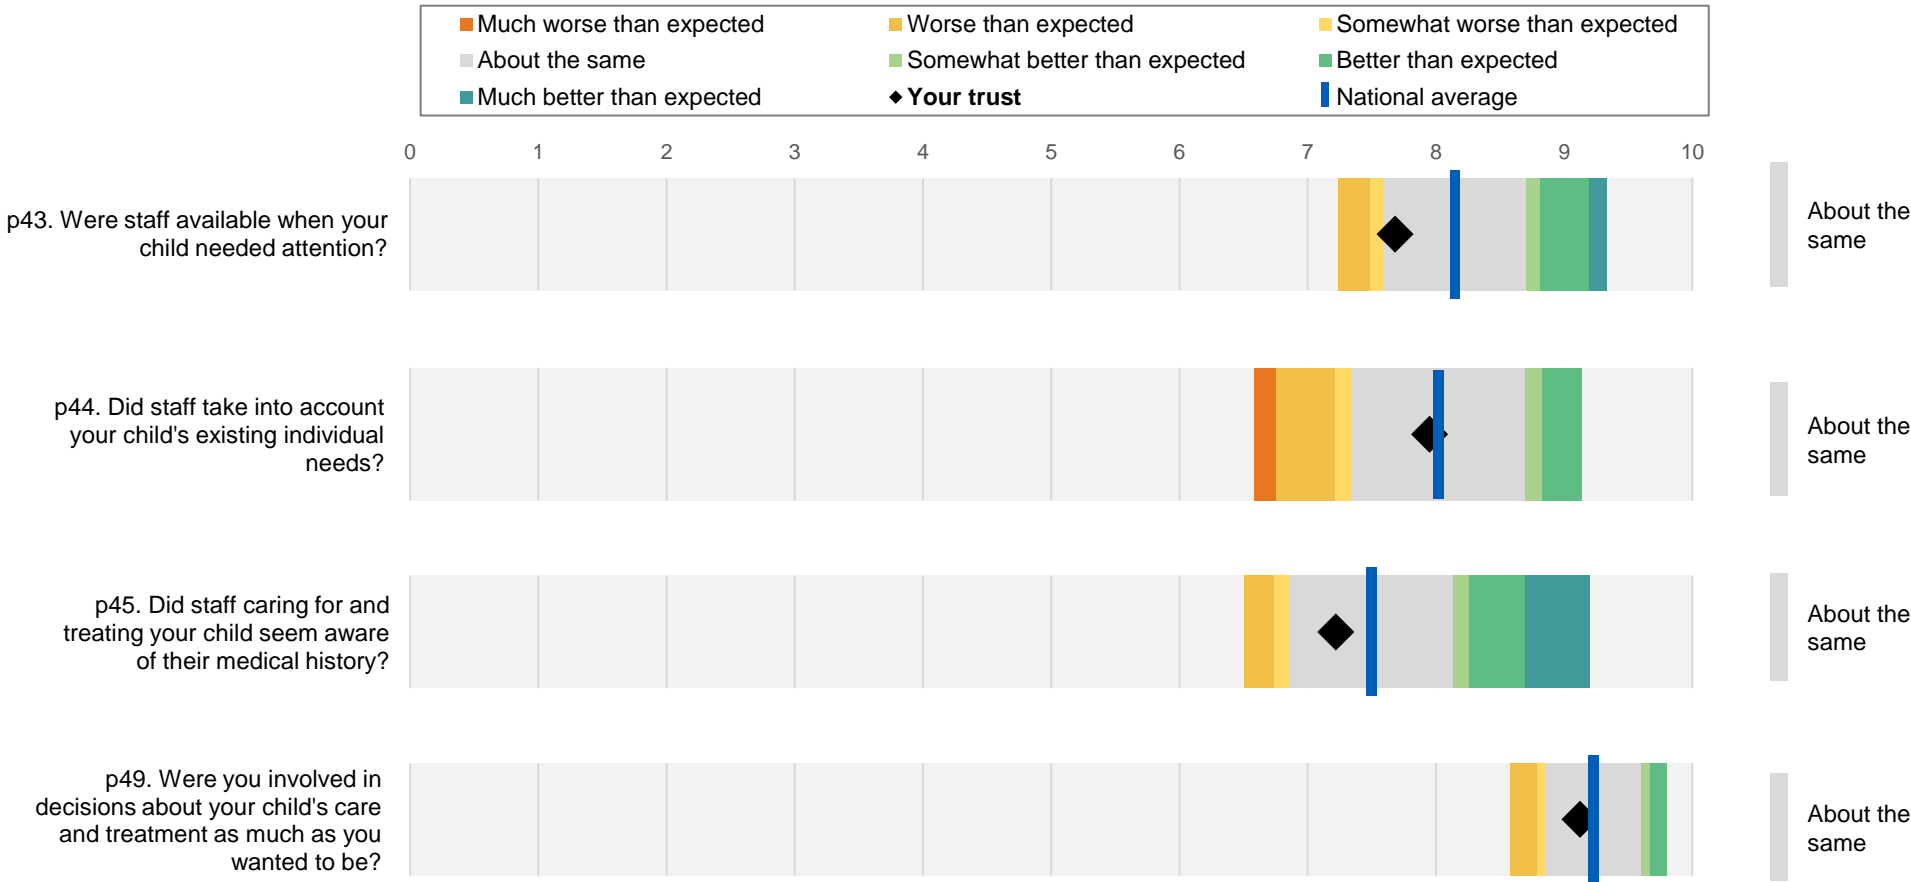 Much worse than expected
Worse than expected
Somewhat worse than expected
About the same
Somewhat better than expected
Better than expected
Much better than expected
Your trust
National average
0 1 2 3 4 5 6 7 8 9 10
p43. Were staff available when your
child needed attention?
About the
same
p44. Did staff take into account
your child's existing individual
needs?
About the
same
p45. Did staff caring for and
treating your child seem aware
of their medical history?
About the
same
p49. Were you involved in
decisions about your child's care
and treatment as much as you
wanted to be?
About the
same